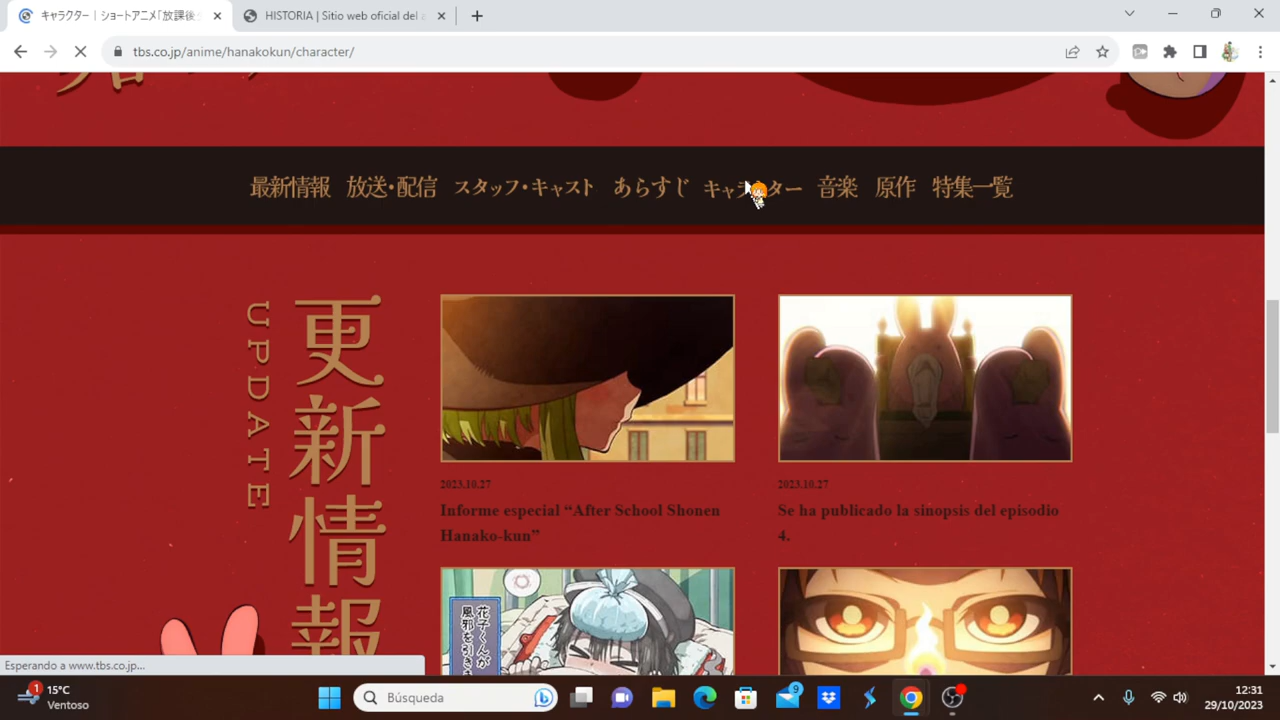 キャラクター｜ショートアニメ「放課後少
HISTORIA | Sitio web oficial del a
tbs.co.jp/anime/hanakokun/character/
最新情報 放送・配信 スタッフ・キャスト あらすじ キャラクター 音楽 原作 特集一覧
更新情報
UPDATE
2023.10.27
Informe especial “After School Shonen
Hanako-kun”
2023.10.27
Se ha publicado la sinopsis del episodio
4.
花子くんが
風邪を引き
Esperando a www.tbs.co.jp...
1
15°C
Ventoso
Búsqueda
9
12:31
29/10/2023